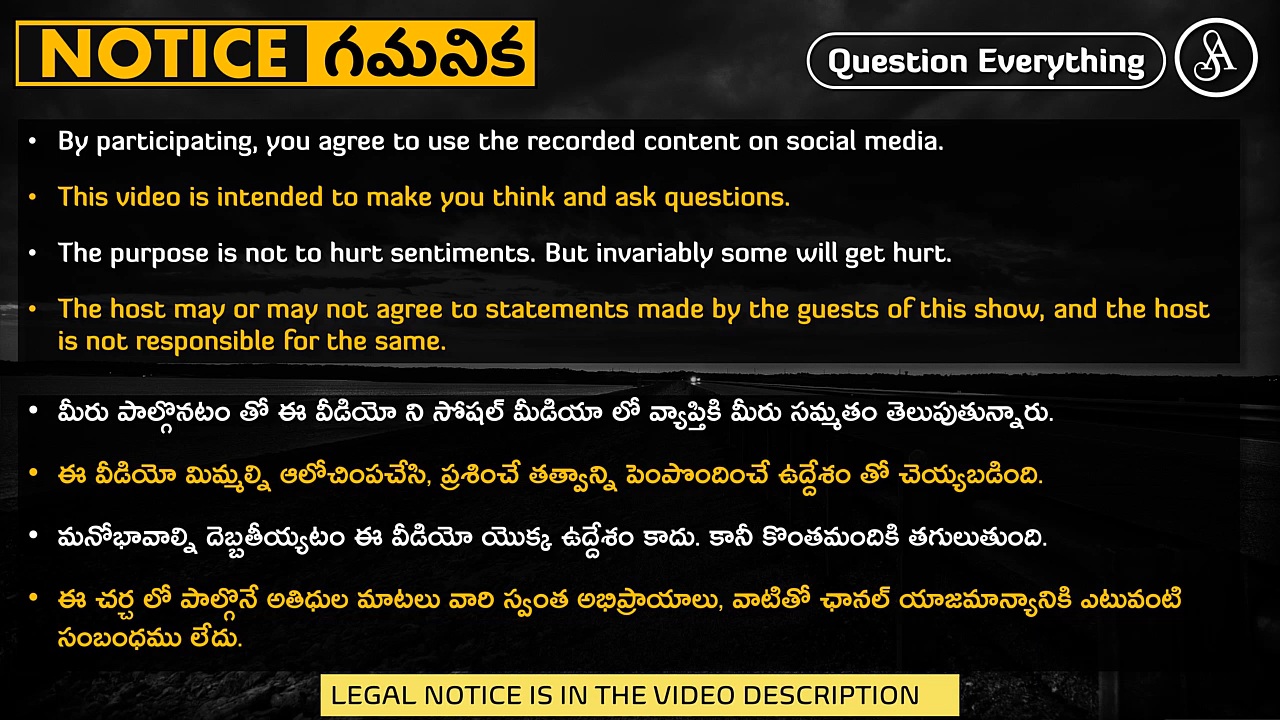 NOTICE గమనిక
Question Everything
SA
• By participating, you agree to use the recorded content on social media.
• This video is intended to make you think and ask questions.
• The purpose is not to hurt sentiments. But invariably some will get hurt.
• The host may or may not agree to statements made by the guests of this show, and the host
is not responsible for the same.
• మీరు పాల్గొనటం తో ఈ వీడియో ని సోషల్ మీడియా లో వ్యాప్తికి మీరు సమ్మతం తెలుపుతున్నారు.
• ఈ వీడియో మిమ్మల్ని ఆలోచింపచేసి, ప్రశించే తత్వాన్ని పెంపొందించే ఉద్దేశం తో చెయ్యబడింది.
• మనోభావాల్ని దెబ్బతీయ్యటం ఈ వీడియో యొక్క ఉద్దేశం కాదు. కానీ కొంతమందికి తగులుతుంది.
• ఈ చర్చ లో పాల్గొనే అతిధుల మాటలు వారి స్వంత అభిప్రాయాలు, వాటితో ఛానల్ యాజమాన్యానికి ఎటువంటి
సంబంధము లేదు.
LEGAL NOTICE IS IN THE VIDEO DESCRIPTION